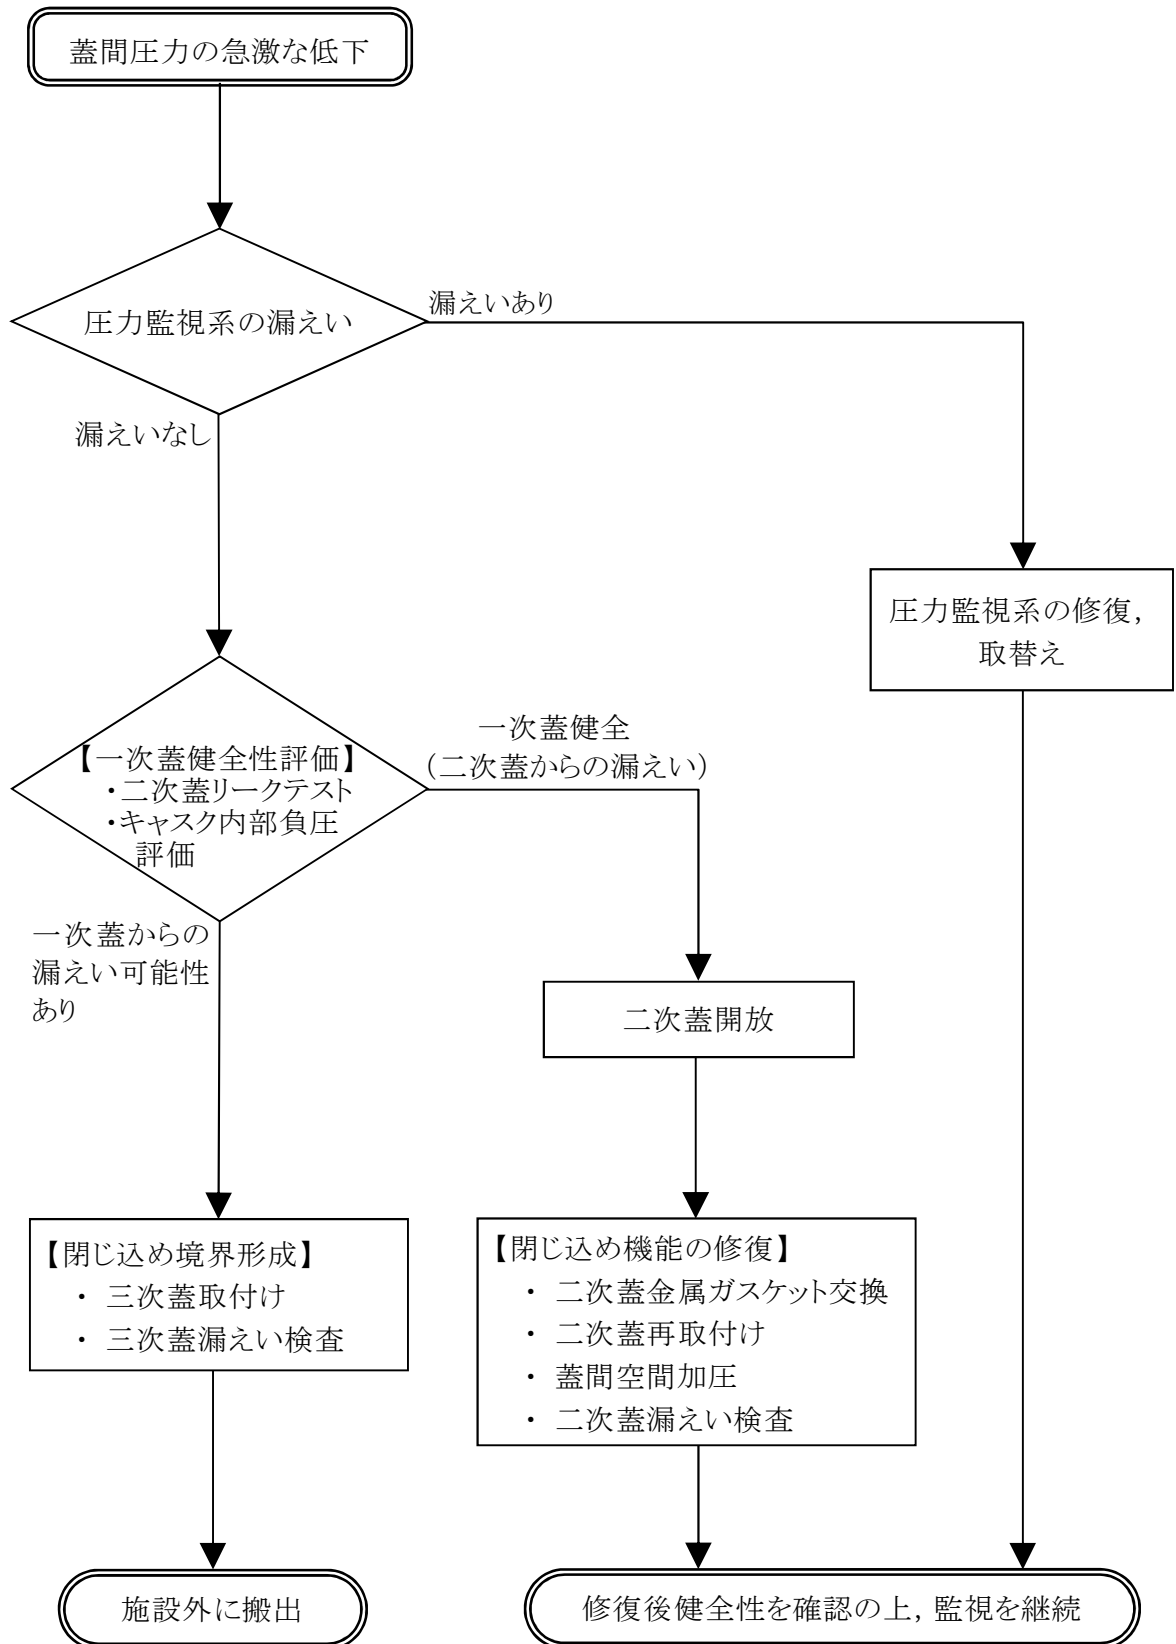 蓋間圧力の急激な低下
圧力監視系の漏えい
漏えいあり
漏えいなし
圧力監視系の修復，
取替え
【一次蓋健全性評価】
・二次蓋リークテスト
・キャスク内部負圧
評価
一次蓋健全
（二次蓋からの漏えい）
一次蓋からの
漏えい可能性
あり
二次蓋開放
【閉じ込め境界形成】
・ 三次蓋取付け
・ 三次蓋漏えい検査
【閉じ込め機能の修復】
・ 二次蓋金属ガスケット交換
・ 二次蓋再取付け
・ 蓋間空間加圧
・ 二次蓋漏えい検査
施設外に搬出
修復後健全性を確認の上，監視を継続